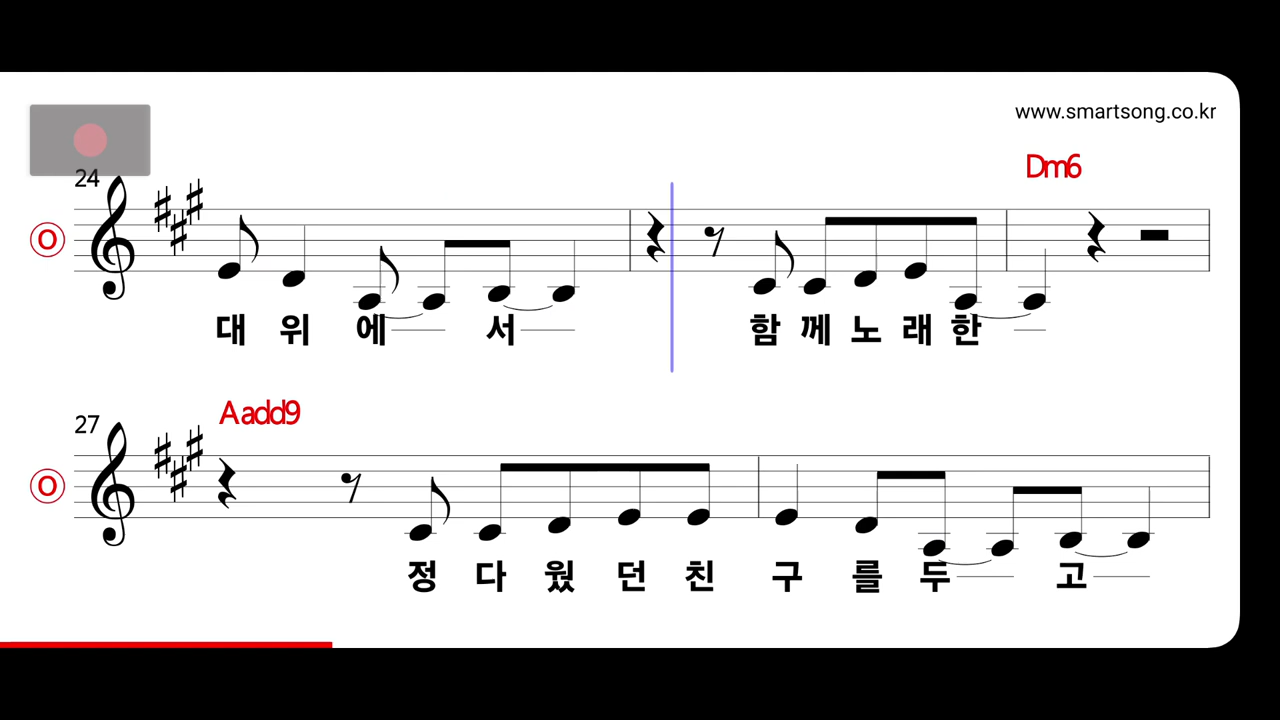 www.smartsong.co.kr
Dm6
24
O
대 위 에 서 함 께 노 래 한
Aadd9
27
O
정 다 웠 던 친 구 를 두 고